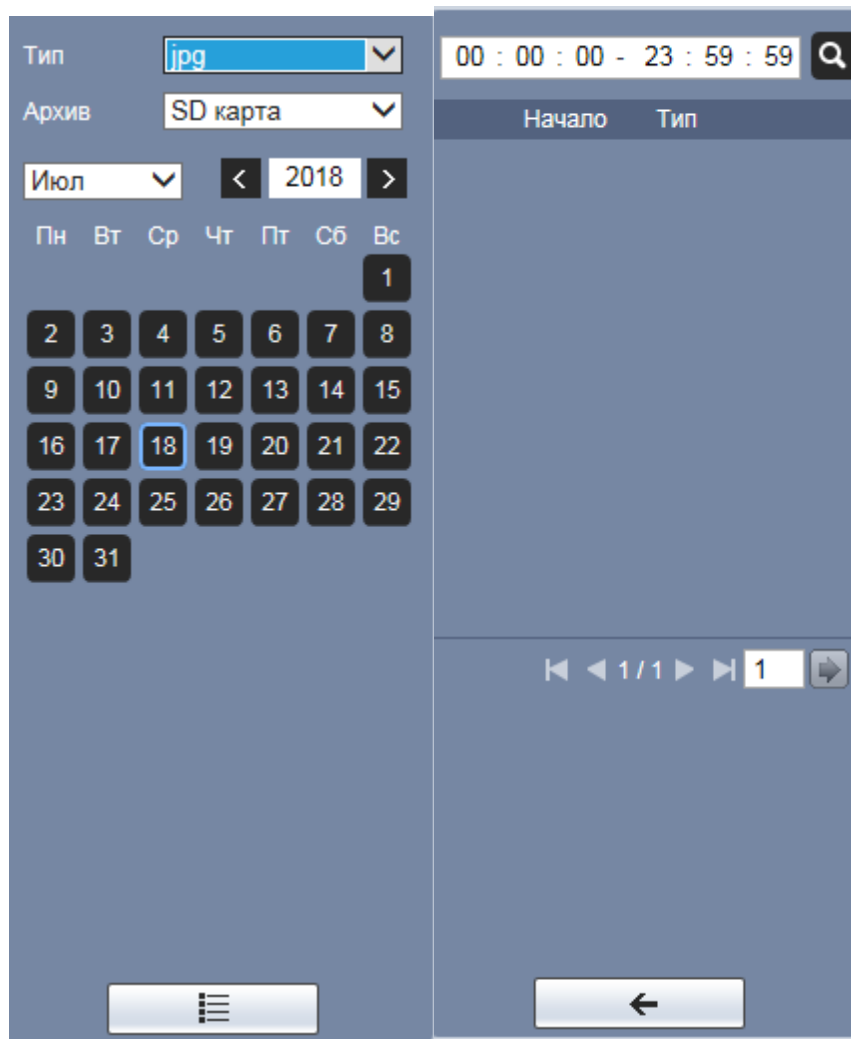 Тип jpg
Архив SD карта
Июл 2018
Пн Вт Ср Чт Пт Сб Вс
1
2 3 4 5 6 7 8
9 10 11 12 13 14 15
16 17 18 19 20 21 22
23 24 25 26 27 28 29
30 31
00 : 00 : 00 - 23 : 59 : 59
Начало Тип
1 / 1 1